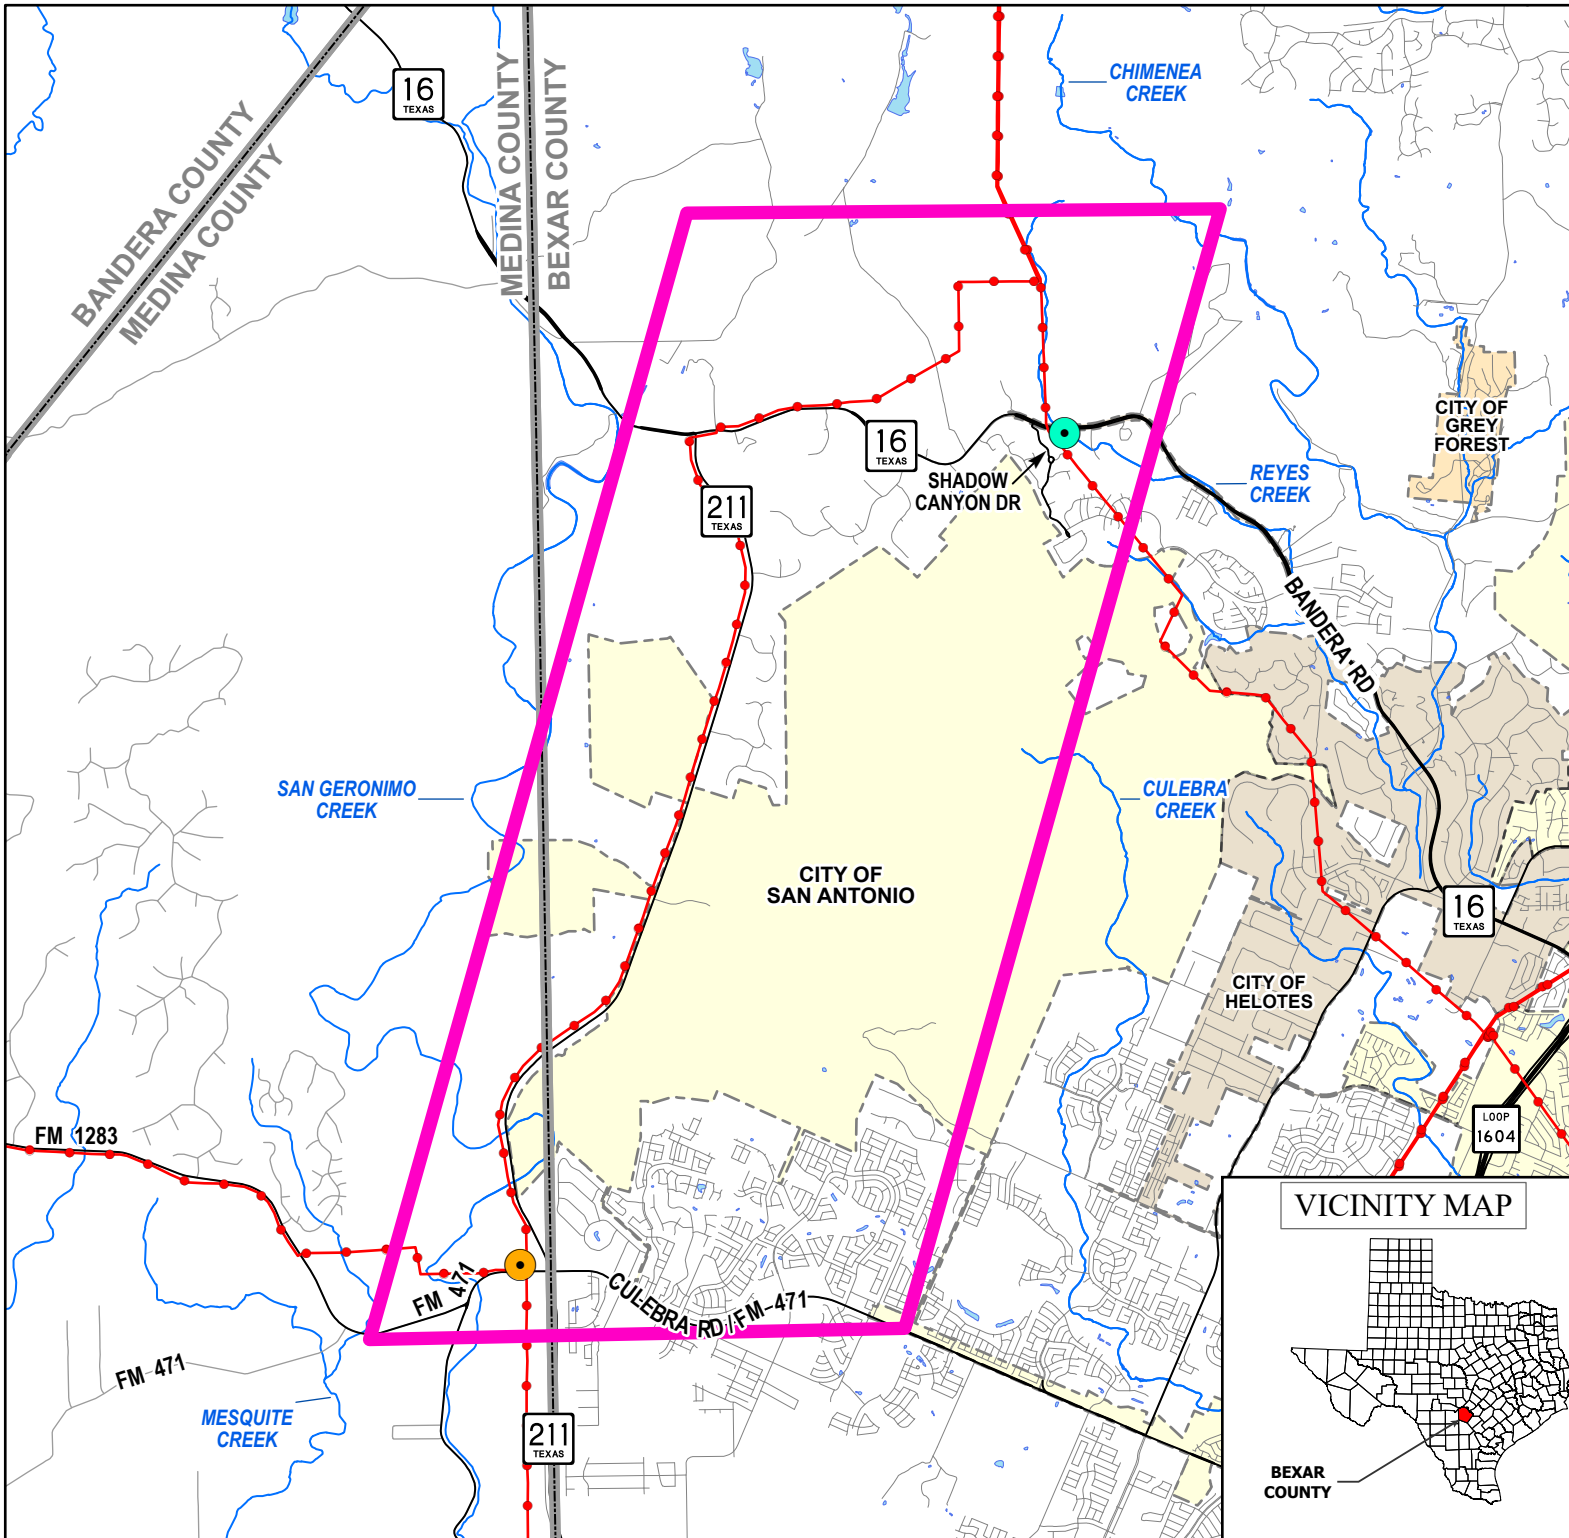 16
TEXAS
BANDERA COUNTY
MEDINA COUNTY
MEDINA COUNTY
BEXAR COUNTY
CHIMENEA
CREEK
CITY OF
GREY
FOREST
16
TEXAS
SHADOW
CANYON DR
REYES
CREEK
211
TEXAS
BANDERA RD
SAN GERONIMO
CREEK
CULEBRA
CREEK
CITY OF
SAN ANTONIO
16
TEXAS
CITY OF
HELOTES
FM 1283
LOOP
1604
FM 471
CULEBRA RD / FM-471
FM 471
MESQUITE
CREEK
211
TEXAS
VICINITY MAP
BEXAR
COUNTY